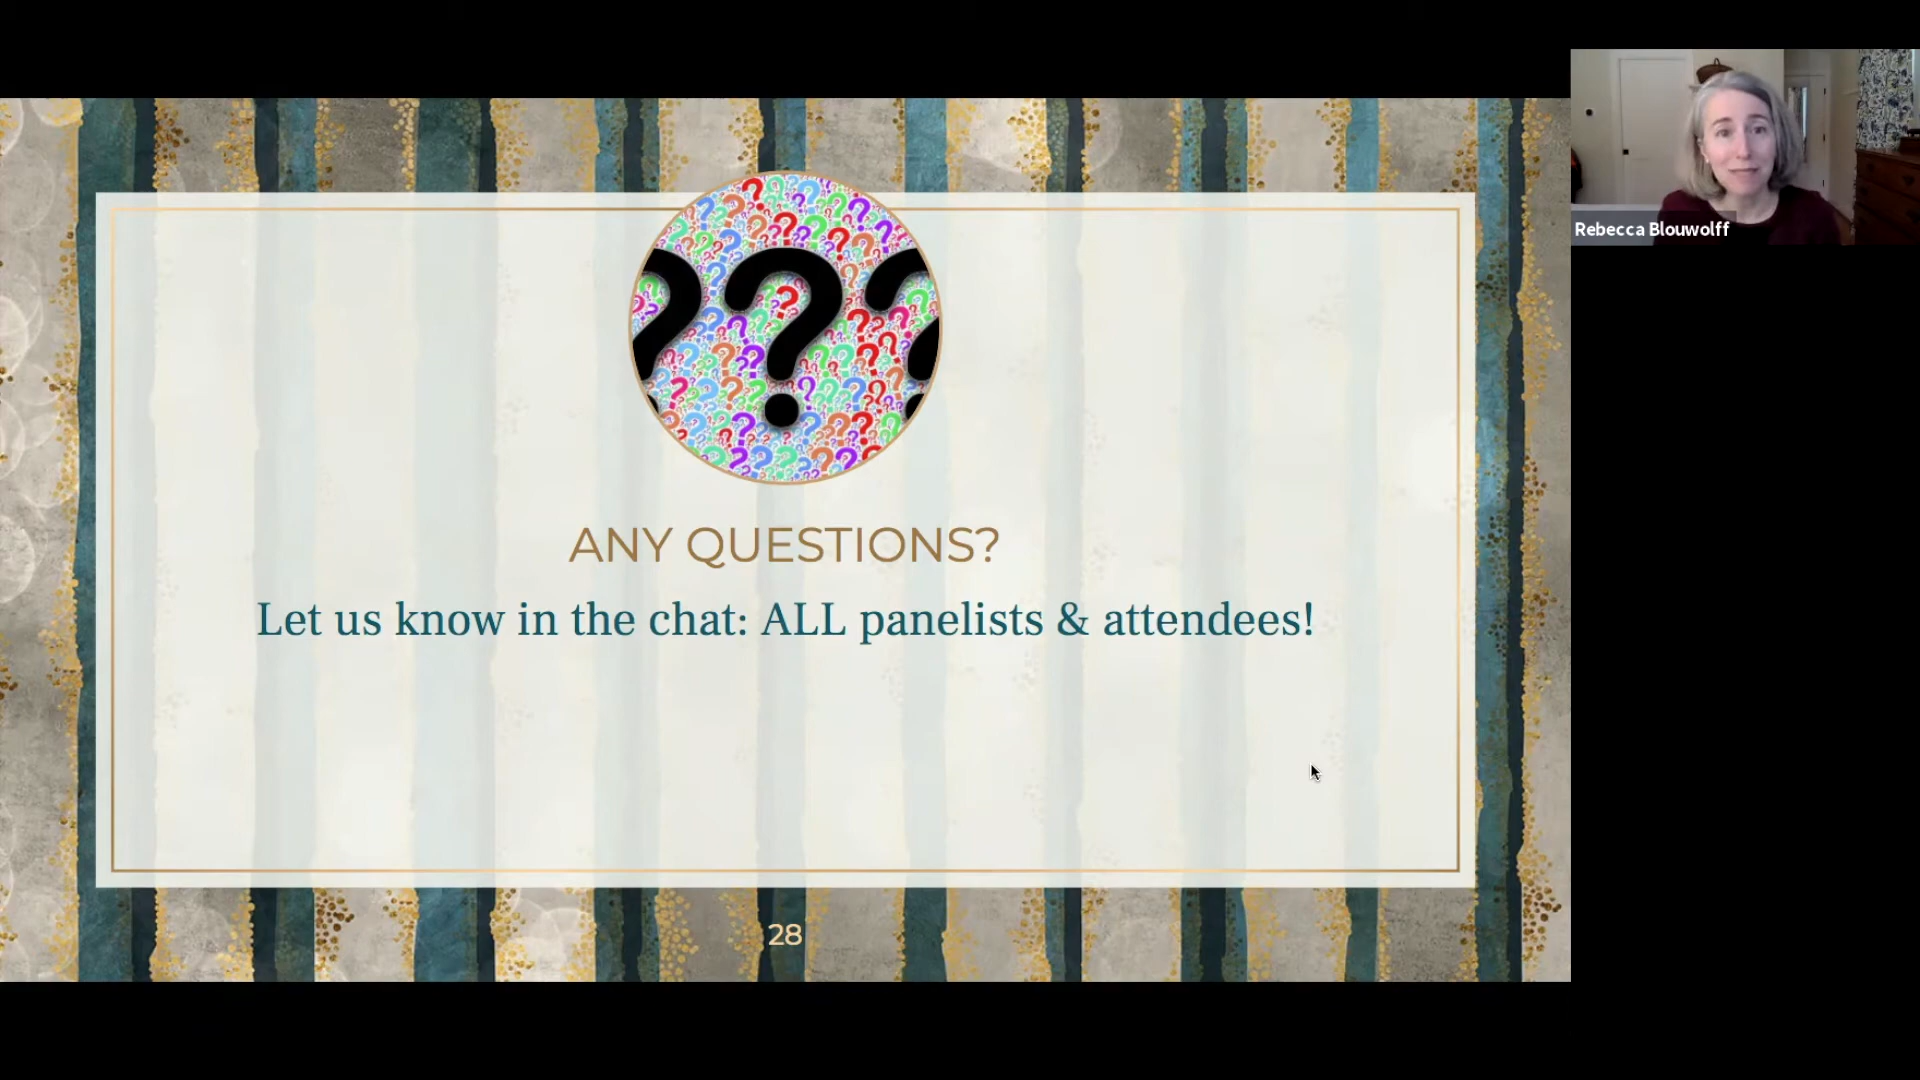 Rebecca Blouwolff
ANY QUESTIONS?
Let us know in the chat: ALL panelists & attendees!
28